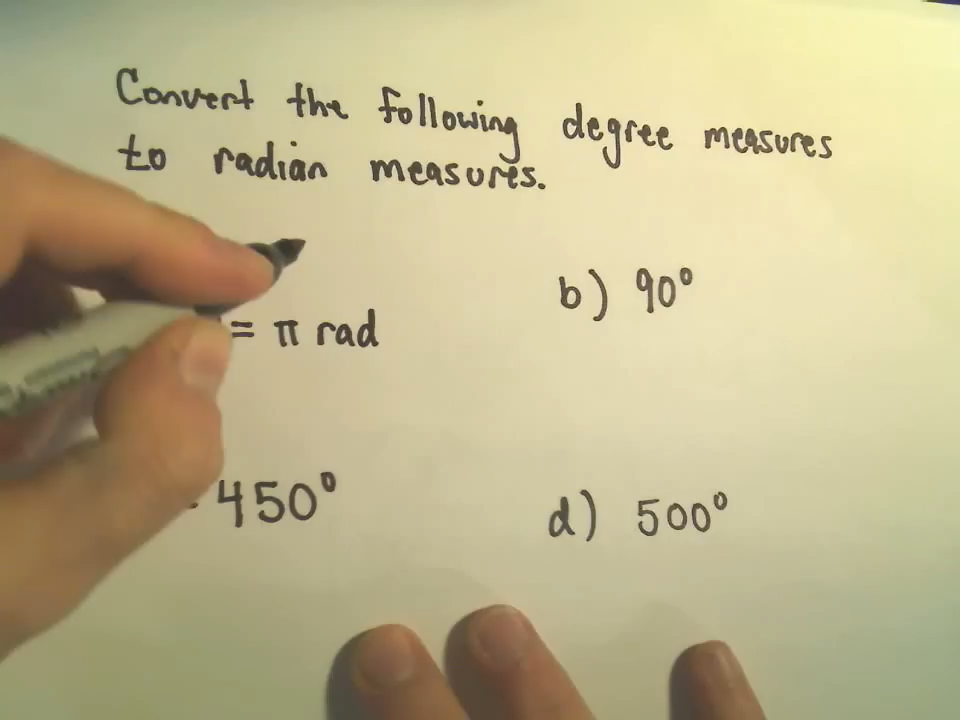 Convert the following degree measures
to radian measures.
b) 90°
= π rad
- 450°
d) 500°